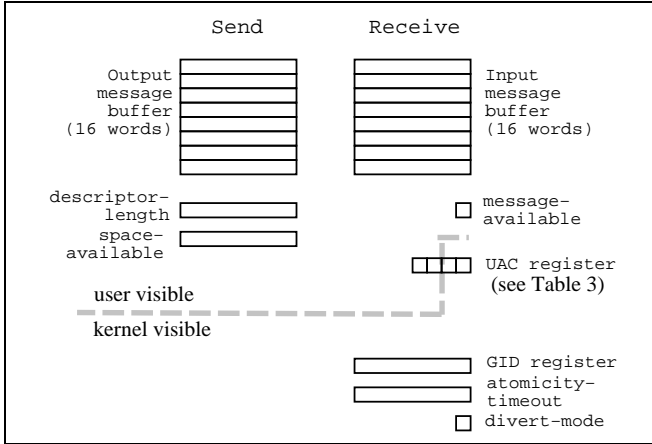 Send
Receive
Output
message
buffer
(16 words)
Input
message
buffer
(16 words)
descriptor-
length
space-
available
message-
available
UAC register
(see Table 3)
user visible
kernel visible
GID register
atomicity-
timeout
divert-mode